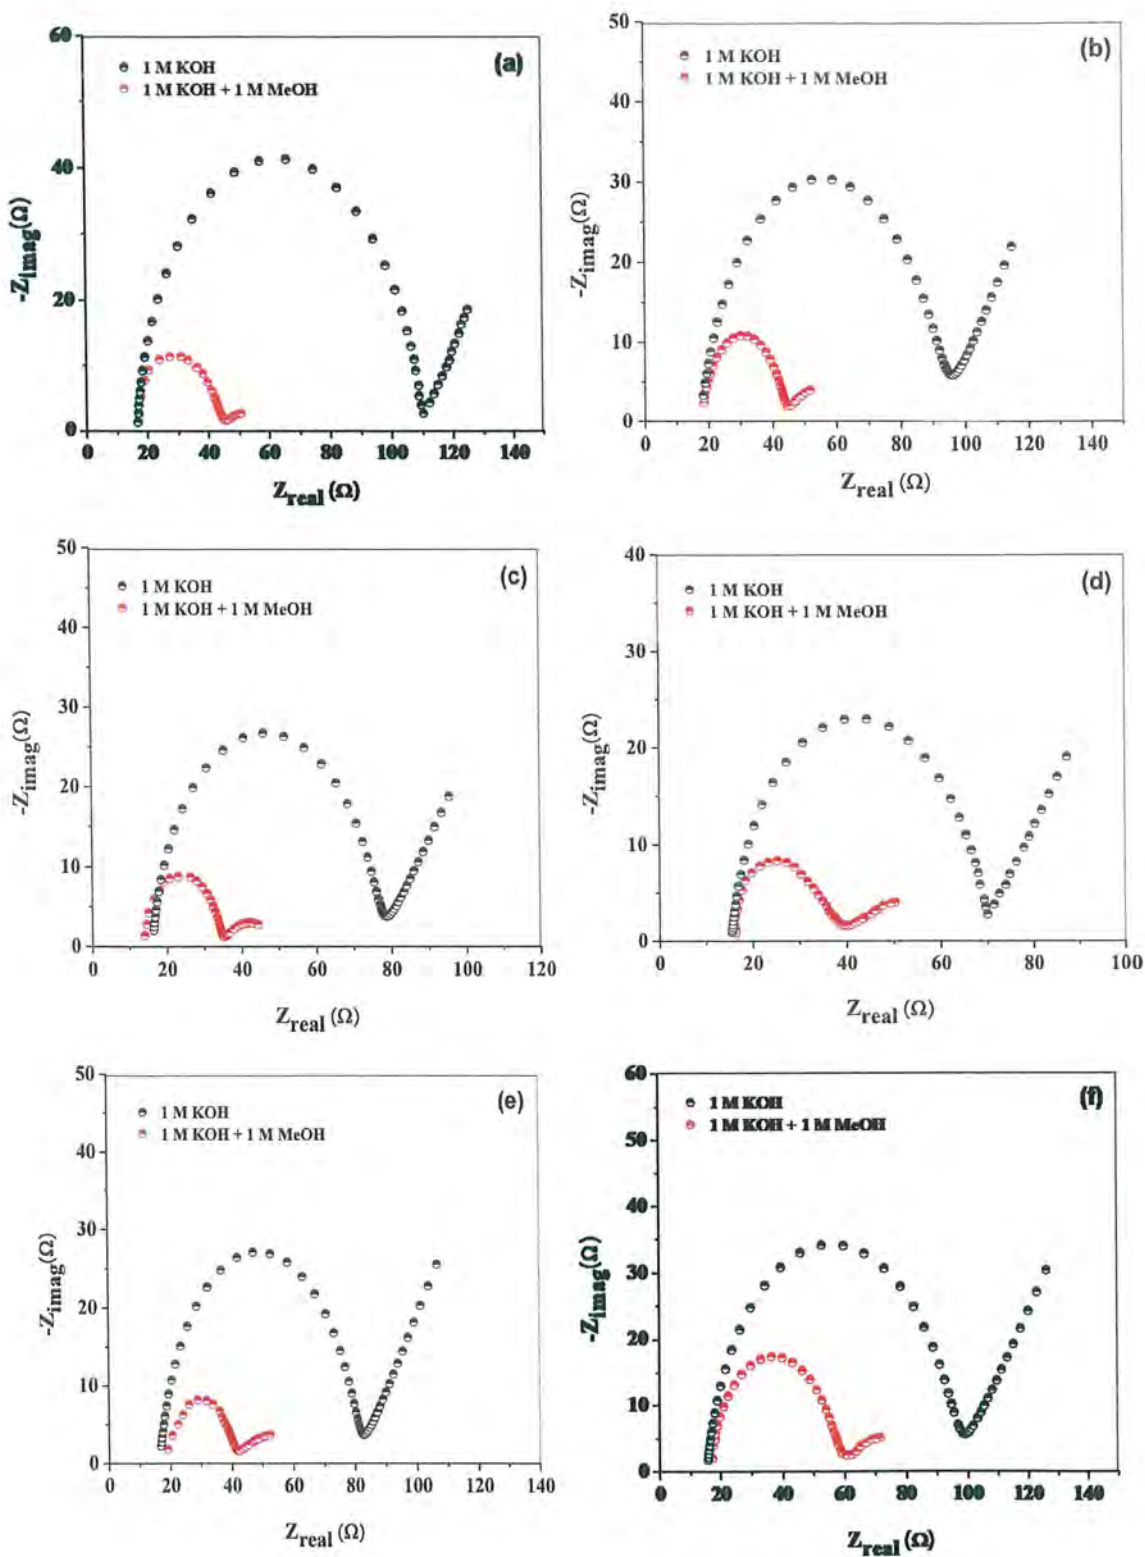 (a)
1 M KOH
1 M KOH + 1 M MeOH
60
40
20
0
-Zimag(Ω)
0 20 40 60 80 100 120 140
Zreal (Ω)
(b)
1 M KOH
1 M KOH + 1 M MeOH
50
40
30
20
10
0
-Zimag(Ω)
0 20 40 60 80 100 120 140
Zreal (Ω)
(c)
1 M KOH
1 M KOH + 1 M MeOH
50
40
30
20
10
0
-Zimag(Ω)
0 20 40 60 80 100 120
Zreal (Ω)
(d)
1 M KOH
1 M KOH + 1 M MeOH
40
30
20
10
0
-Zimag(Ω)
0 20 40 60 80 100
Zreal (Ω)
(e)
1 M KOH
1 M KOH + 1 M MeOH
50
40
30
20
10
0
-Zimag(Ω)
0 20 40 60 80 100 120 140
Zreal (Ω)
(f)
1 M KOH
1 M KOH + 1 M MeOH
60
50
40
30
20
10
0
-Zimag(Ω)
0 20 40 60 80 100 120 140
Zreal (Ω)